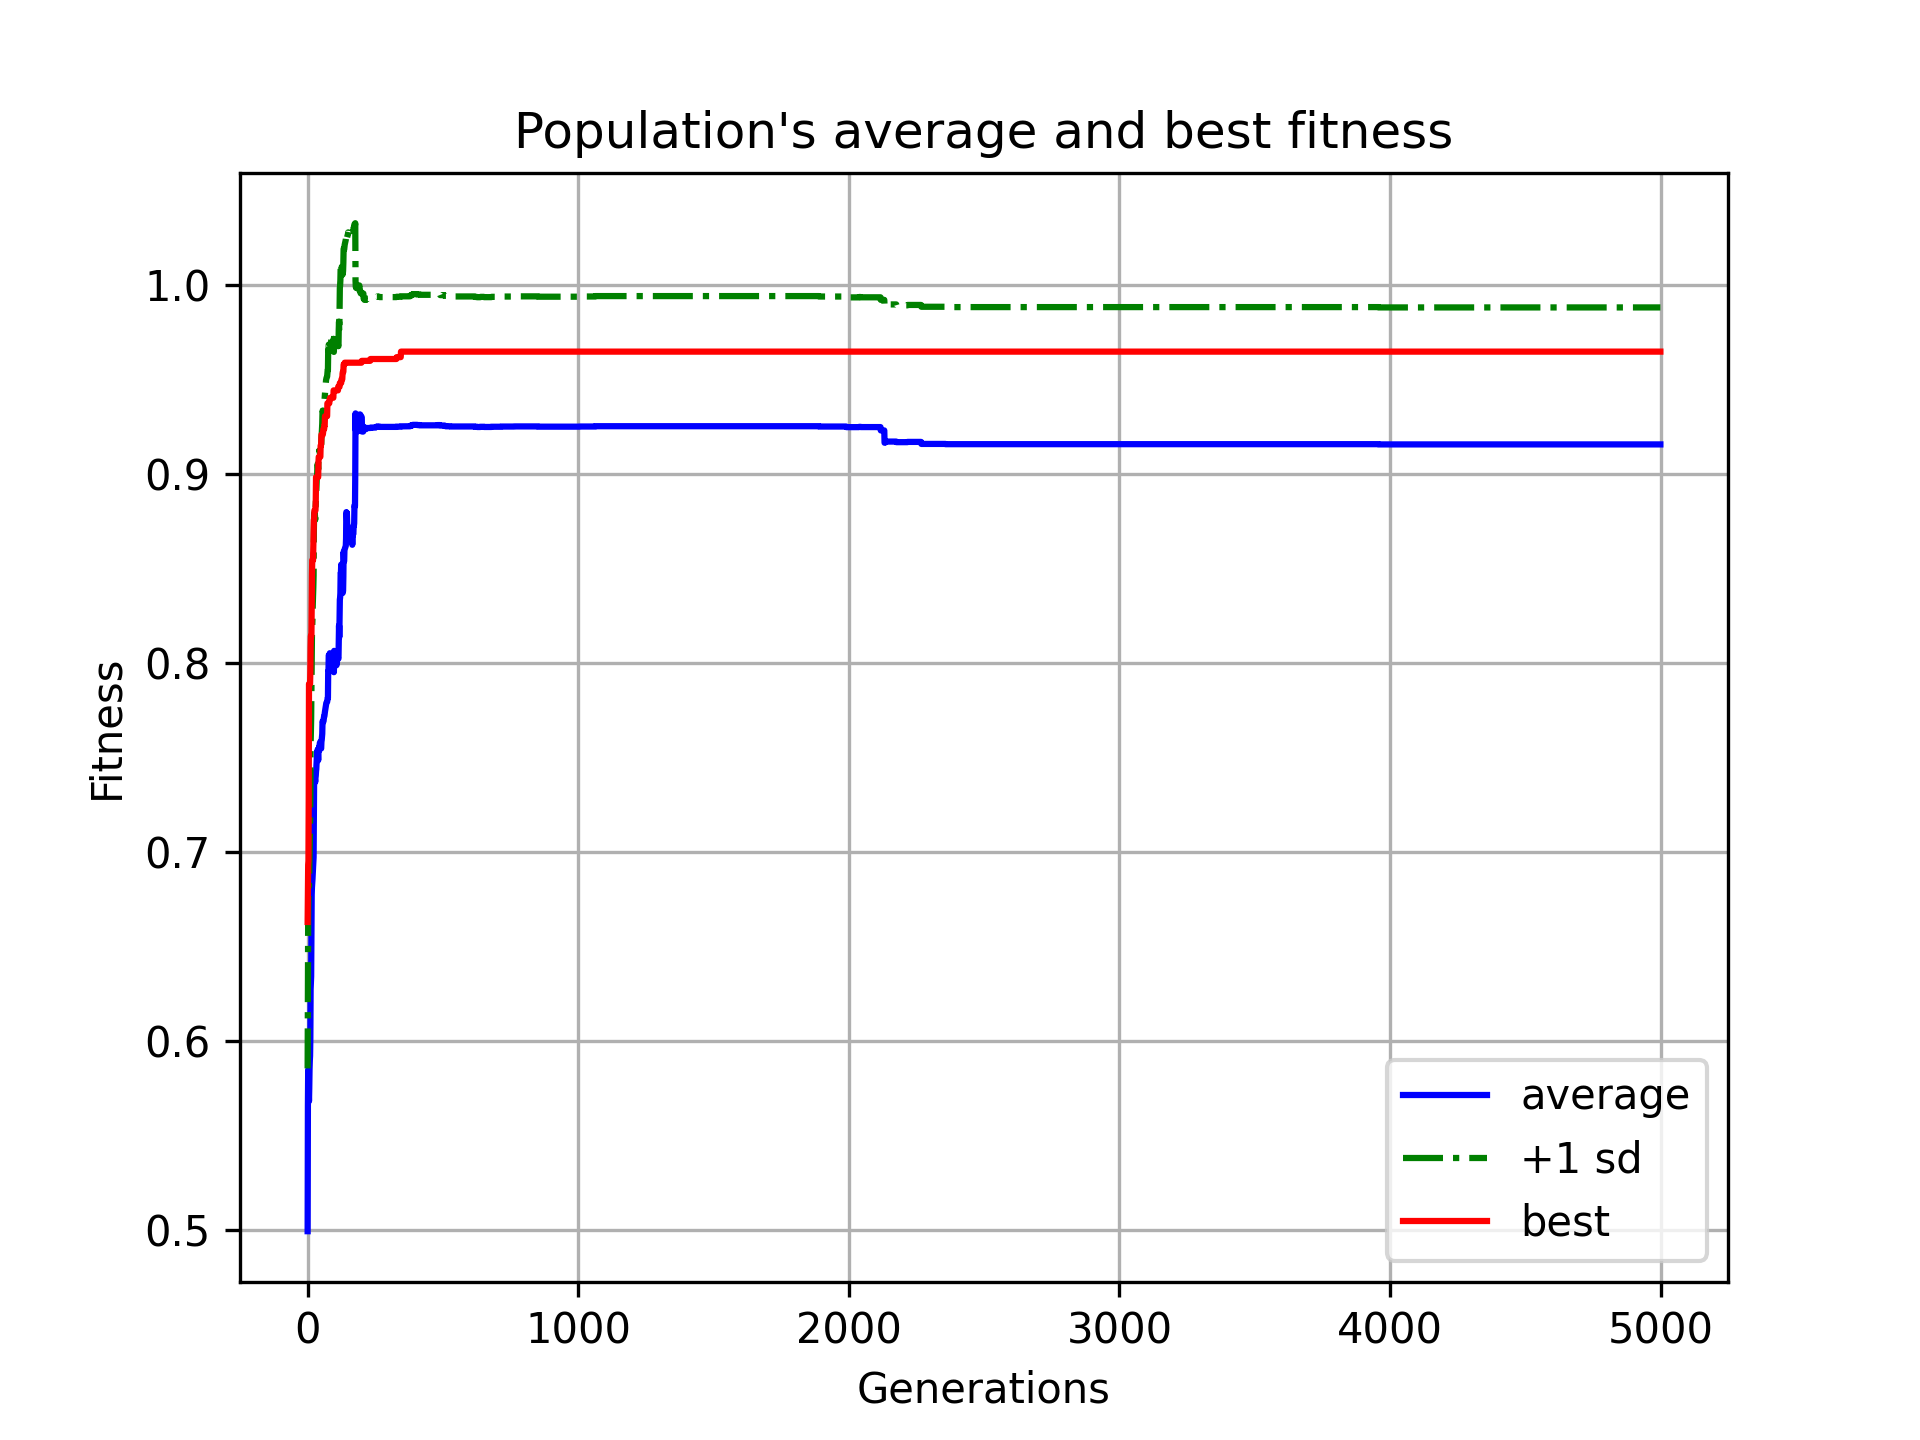 Population's average and best fitness
Fitness
1.0
0.9
0.8
0.7
0.6
0.5
0 1000 2000 3000 4000 5000
Generations
average
+1 sd
best